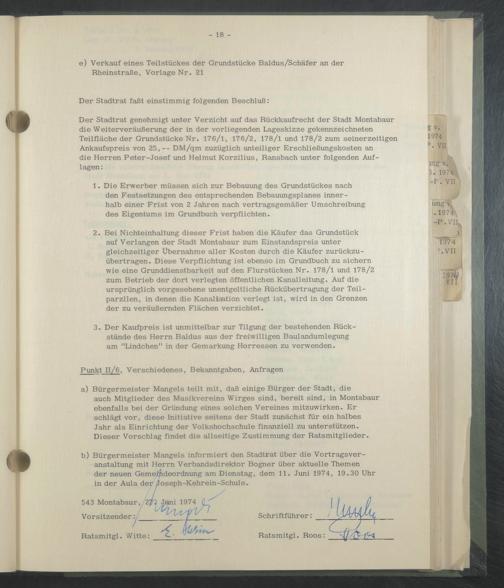 - 18 -
e) Verkauf eines Teilstückes der Grundstücke Baldus/Schäfer an der
Rheinstraße, Vorlage Nr. 21
Der Stadtrat faßt einstimmig folgenden Beschluß:
Der Stadtrat genehmigt unter Verzicht auf das Rückkaufrecht der Stadt Montabaur
die Weiterveräußerung der in der vorliegenden Lageskizze gekennzeichneten
Teilfläche der Grundstücke Nr. 176/1, 176/2, 178/1 und 178/2 zum seinerzeitigen
Ankaufspreis von 25,-- DM/qm zuzüglich anteiliger Erschließungskosten an
die Herren Peter-Josef und Helmut Korzilius, Ransbach unter folgenden Auf-
lagen:
1. Die Erwerber müssen sich zur Bebauung des Grundstückes nach
den Festsetzungen des entsprechenden Bebauungsplanes inner-
halb einer Frist von 2 Jahren nach vertragsgemäßer Umschreibung
des Eigentums im Grundbuch verpflichten.
2. Bei Nichteinhaltung dieser Frist haben die Käufer das Grundstück
auf Verlangen der Stadt Montabaur zum Einstandspreis unter
gleichzeitiger Übernahme aller Kosten durch die Käufer zurückzu-
übertragen. Diese Verpflichtung ist ebenso im Grundbuch zu sichern
wie eine Grunddienstbarkeit auf den Flurstücken Nr. 178/1 und 178/2
zum Betrieb der dort verlegten öffentlichen Kanalleitung. Auf die
ursprünglich vorgesehene unentgeltliche Rückübertragung der Teil-
parzellen, in denen die Kanalisation verlegt ist, wird in den Grenzen
der zu veräußernden Flächen verzichtet.
3. Der Kaufpreis ist unmittelbar zur Tilgung der bestehenden Rück-
stände des Herrn Baldus aus der freiwilligen Baulandumlegung
am "Lindchen" in der Gemarkung Horressen zu verwenden.
Punkt II/6, Verschiedenes, Bekanntgaben, Anfragen
a) Bürgermeister Mangels teilt mit, daß einige Bürger der Stadt, die
auch Mitglieder des Musikvereins Wirges sind, bereit sind, in Montabaur
ebenfalls bei der Gründung eines solchen Vereines mitzuwirken. Er
schlägt vor, diese Initiative seitens der Stadt zunächst für ein halbes
Jahr als Einrichtung der Volkshochschule finanziell zu unterstützen.
Dieser Vorschlag findet die allseitige Zustimmung der Ratsmitglieder.
b) Bürgermeister Mangels informiert den Stadtrat über die Vortragsver-
anstaltung mit Herrn Verbandsdirektor Bogner über aktuelle Themen
der neuen Gemeindeordnung am Dienstag, dem 11. Juni 1974, 19.30 Uhr
in der Aula der Joseph-Kehrein-Schule.
543 Montabaur, Juni 1974
Vorsitzender: Schriftführer:
Ratsmitgl. Witte: Ratsmitgl. Roos: Roos
1974
VII
1974
VII
1974
VII
1974
VII